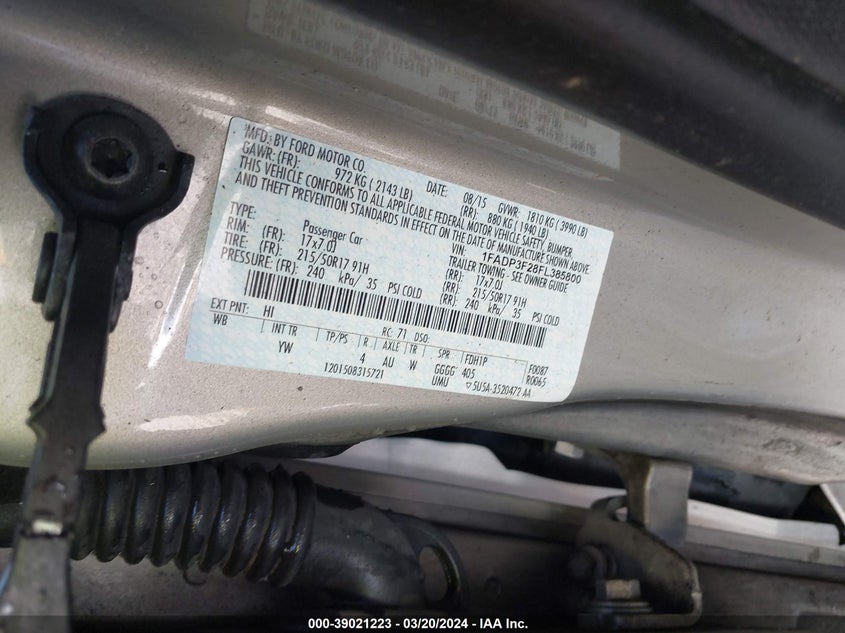 MFD. BY FORD MOTOR CO.
DATE: 08/15 GVWR: 1810 KG ( 3990 LB)
GAWR: (FR): 972 KG ( 2143 LB) (RR): 880 KG ( 1940 LB)
THIS VEHICLE CONFORMS TO ALL APPLICABLE FEDERAL MOTOR VEHICLE SAFETY, BUMPER,
AND THEFT PREVENTION STANDARDS IN EFFECT ON THE DATE OF MANUFACTURE SHOWN ABOVE.
VIN: 1FADP3F28FL385800
TYPE: Passenger Car TRAILER TOWING - SEE OWNER GUIDE
RIM: 17x7.0J (RR): 17x7.0J
TIRE: (FR): 215/50R17 91H (RR): 215/50R17 91H
PRESSURE: (FR): 240 kPa/ 35 PSI COLD (RR): 240 kPa/ 35 PSI COLD
EXT PNT: HI RC: 71 DSO: F0087
WB INT TR TP/PS R AXLE TR SPR FDH1P R0065
YW 4 AU W GGGG 405
1201508315721 UMU ▽5U5A-3520472-AA
000-39021223 - 03/20/2024 - IAA Inc.